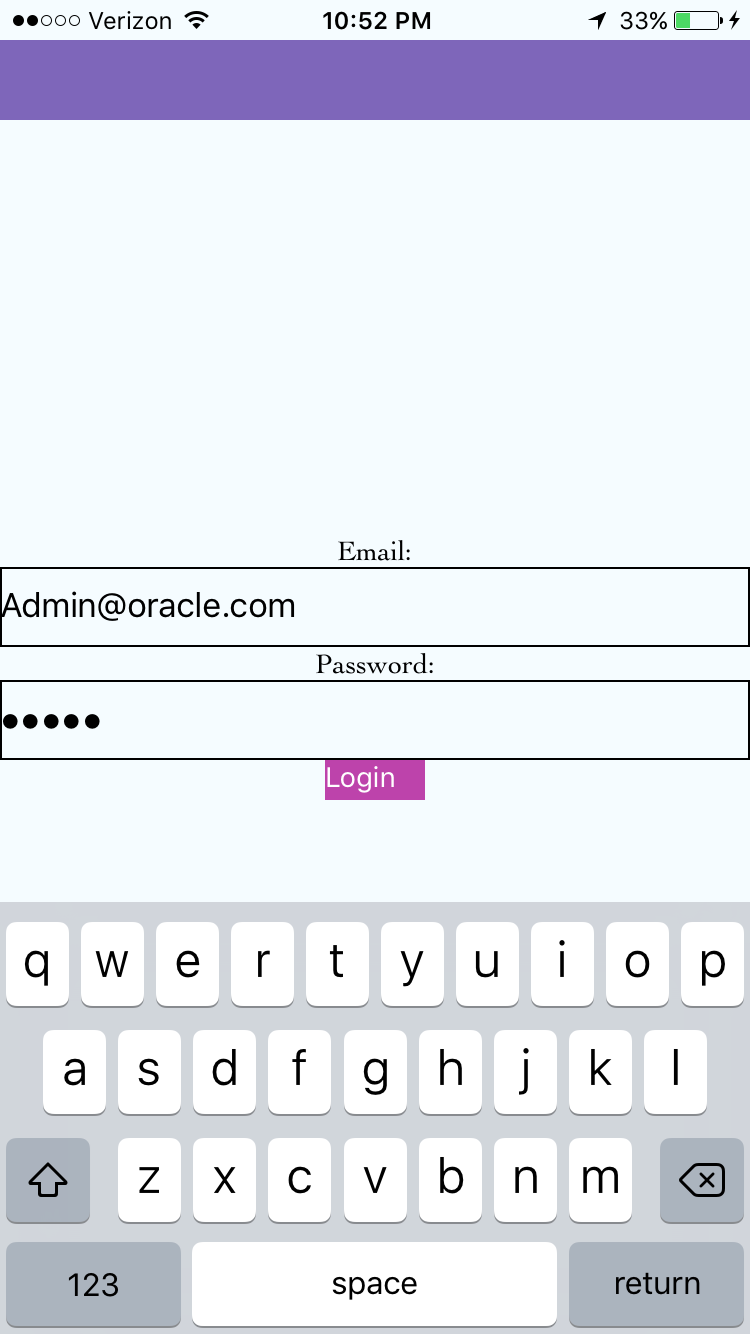 Verizon 10:52 PM 33%
Email:
Admin@oracle.com
Password:
●●●●●
Login
q w e r t y u i o p
a s d f g h j k l
z x c v b n m
123 space return